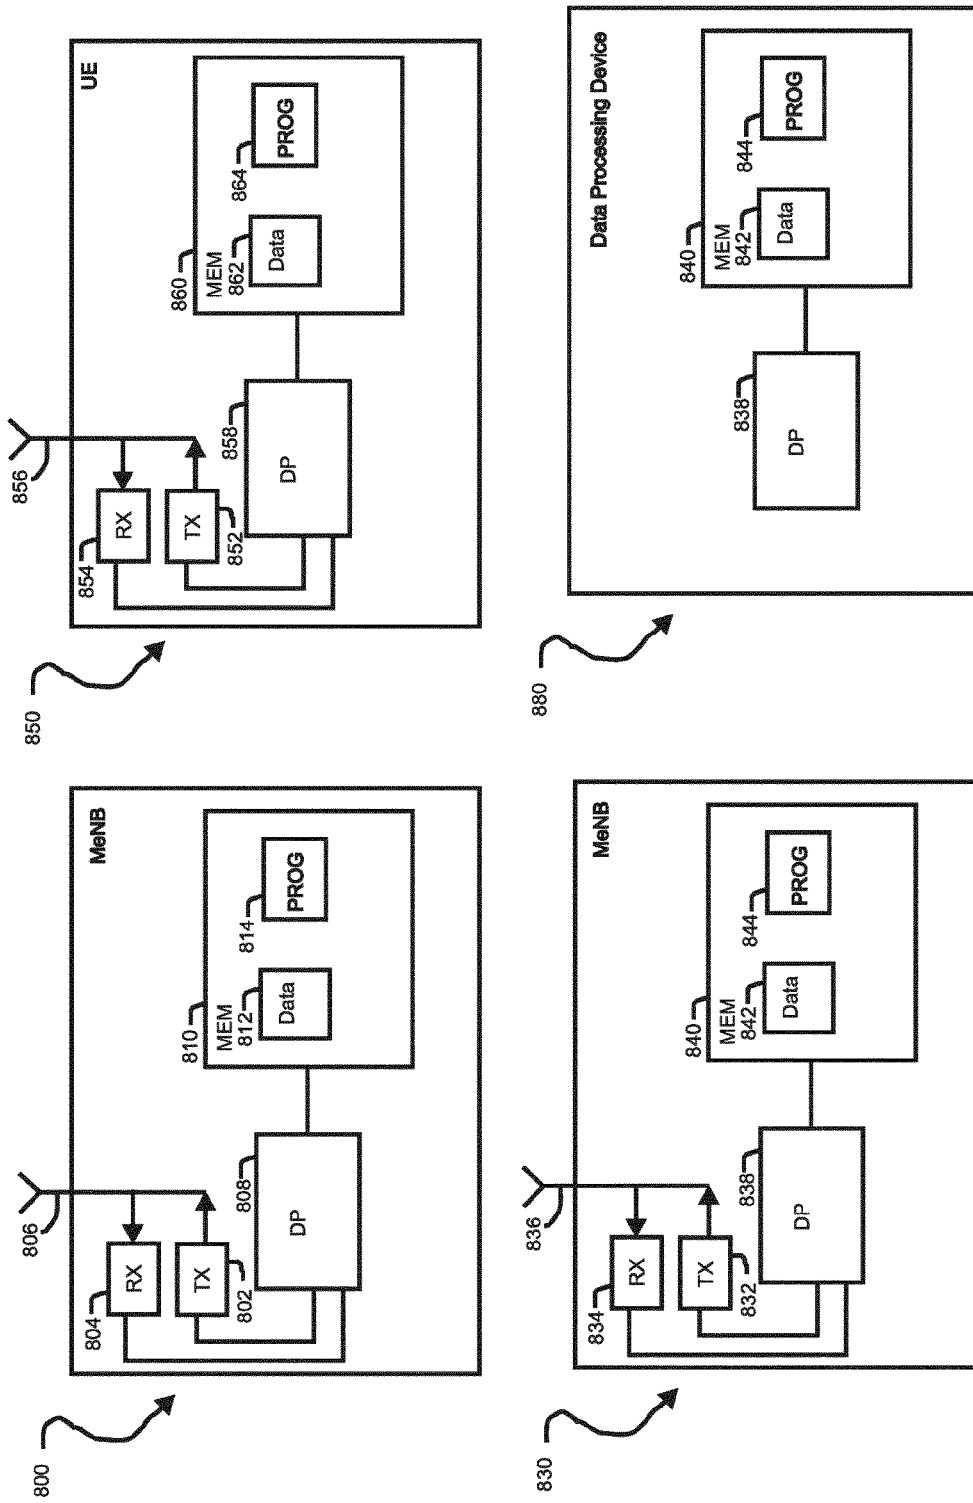 800
MeNB
806
804
RX
TX
802
808
DP
810
MEM
812
Data
814
PROG
850
UE
856
854
RX
TX
852
858
DP
860
MEM
862
Data
864
PROG
830
MeNB
836
834
RX
TX
832
838
DP
840
MEM
842
Data
844
PROG
880
Data Processing Device
838
DP
840
MEM
842
Data
844
PROG